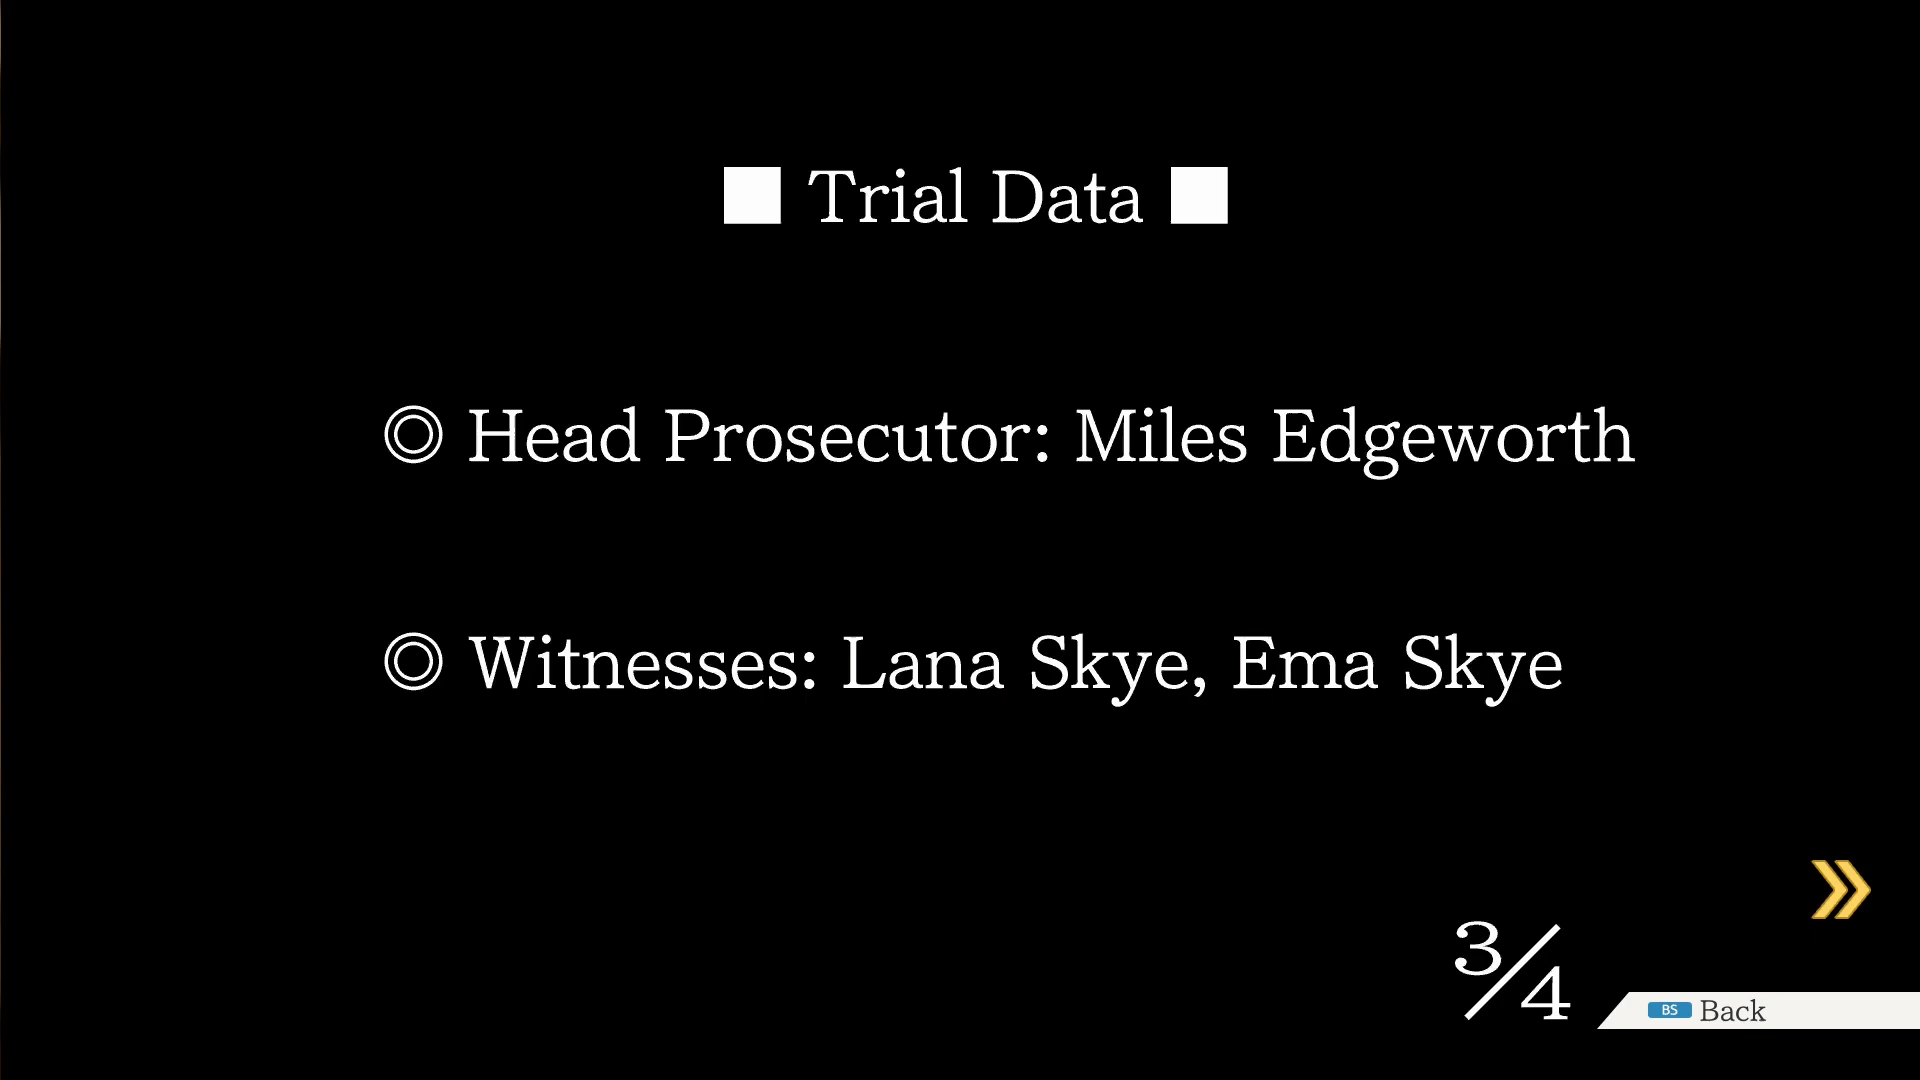 ■ Trial Data ■
◎ Head Prosecutor: Miles Edgeworth
◎ Witnesses: Lana Skye, Ema Skye
3/4
BS Back